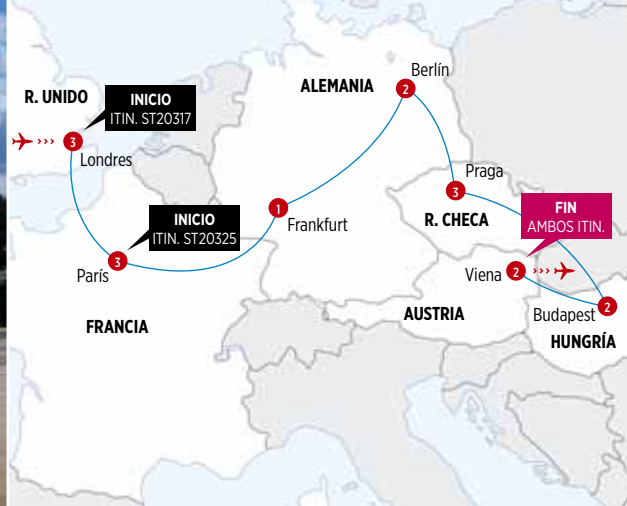 Berlín
2
ALEMANIA
R. UNIDO
INICIO
ITIN. ST20317
3
Londres
Praga
3
R. CHECA
1
Frankfurt
FIN
AMBOS ITIN.
INICIO
ITIN. ST20325
3
París
Viena
2
2
Budapest
AUSTRIA
HUNGRÍA
FRANCIA